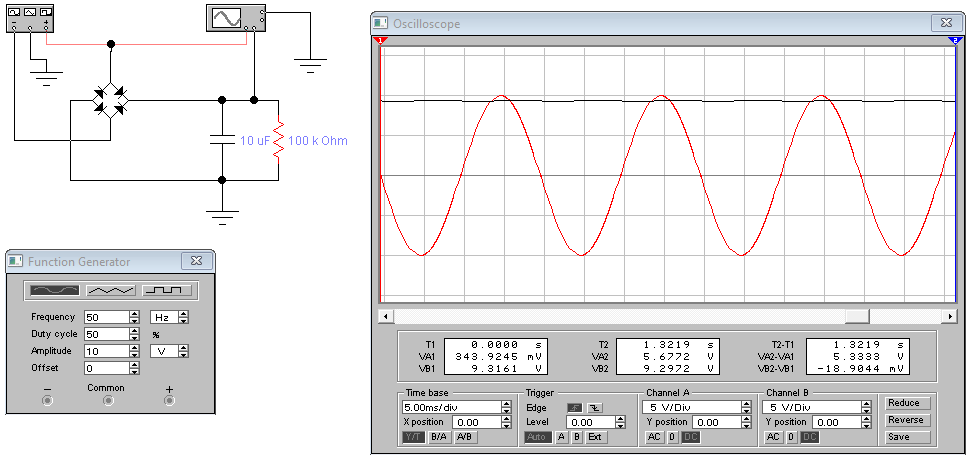 Oscilloscope
1
2
10 uF
100 k Ohm
Function Generator
Frequency 50 Hz
Duty cycle 50 %
Amplitude 10 V
Offset 0
− Common +
T1 0.0000 s T2 1.3219 s T2-T1 1.3219 s
VA1 343.9245 mV VA2 5.6772 V VA2-VA1 5.3333 V
VB1 9.3161 V VB2 9.2972 V VB2-VB1 -18.9044 mV
Time base Trigger Channel A Channel B Reduce
5.00ms/div Edge 5 V/Div 5 V/Div
X position 0.00 Level 0.00 Y position 0.00 Y position 0.00 Reverse
Y/T B/A A/B Auto A B Ext AC 0 DC AC 0 DC Save